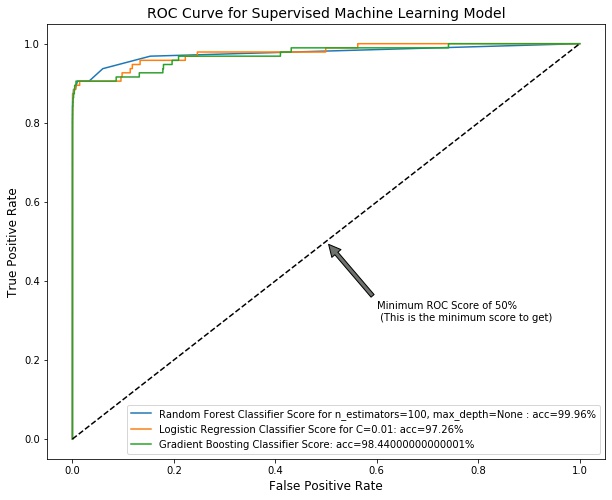 ROC Curve for Supervised Machine Learning Model
1.0
0.8
0.6
0.4
0.2
0.0
True Positive Rate
Minimum ROC Score of 50%
(This is the minimum score to get)
Random Forest Classifier Score for n_estimators=100, max_depth=None : acc=99.96%
Logistic Regression Classifier Score for C=0.01: acc=97.26%
Gradient Boosting Classifier Score: acc=98.44000000000001%
0.0 0.2 0.4 0.6 0.8 1.0
False Positive Rate